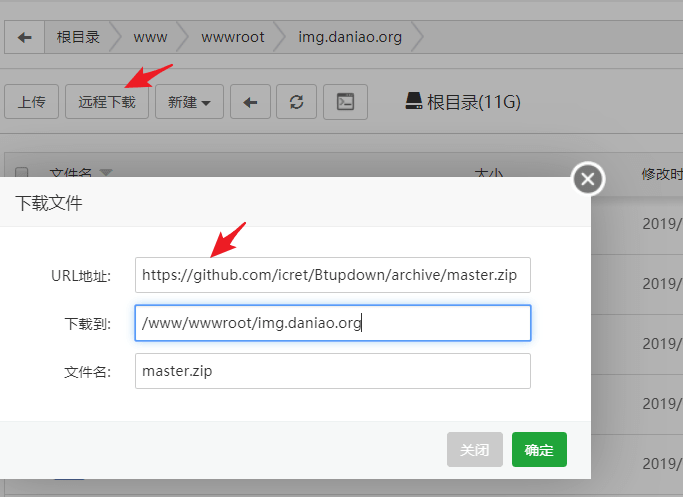 根目录 www wwwroot img.daniao.org
上传 远程下载 新建 根目录(11G)
文件名 大小 修改时
下载文件
2019/
URL地址: https://github.com/icret/Btupdown/archive/master.zip
2019/
下载到: /www/wwwroot/img.daniao.org
2019/
文件名: master.zip
2019/
关闭 确定
2019/